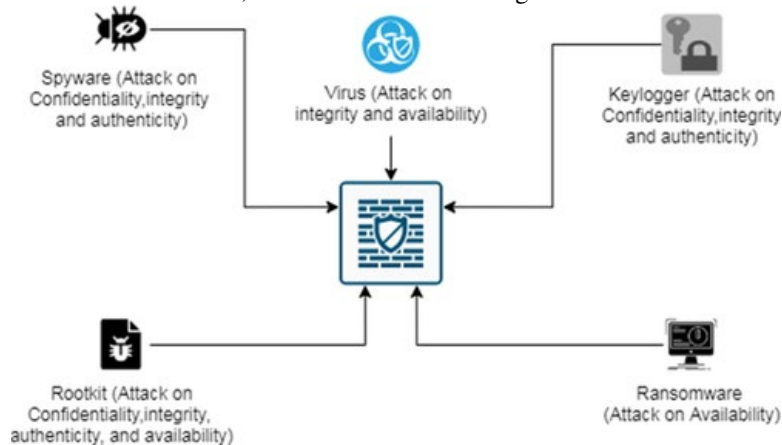 Spyware (Attack on
Confidentiality,integrity
and authenticity)
Virus (Attack on
integrity and availability)
Keylogger (Attack on
Confidentiality,integrity
and authenticity)
Rootkit (Attack on
Confidentiality,integrity,
authenticity, and availability)
Ransomware
(Attack on Availability)